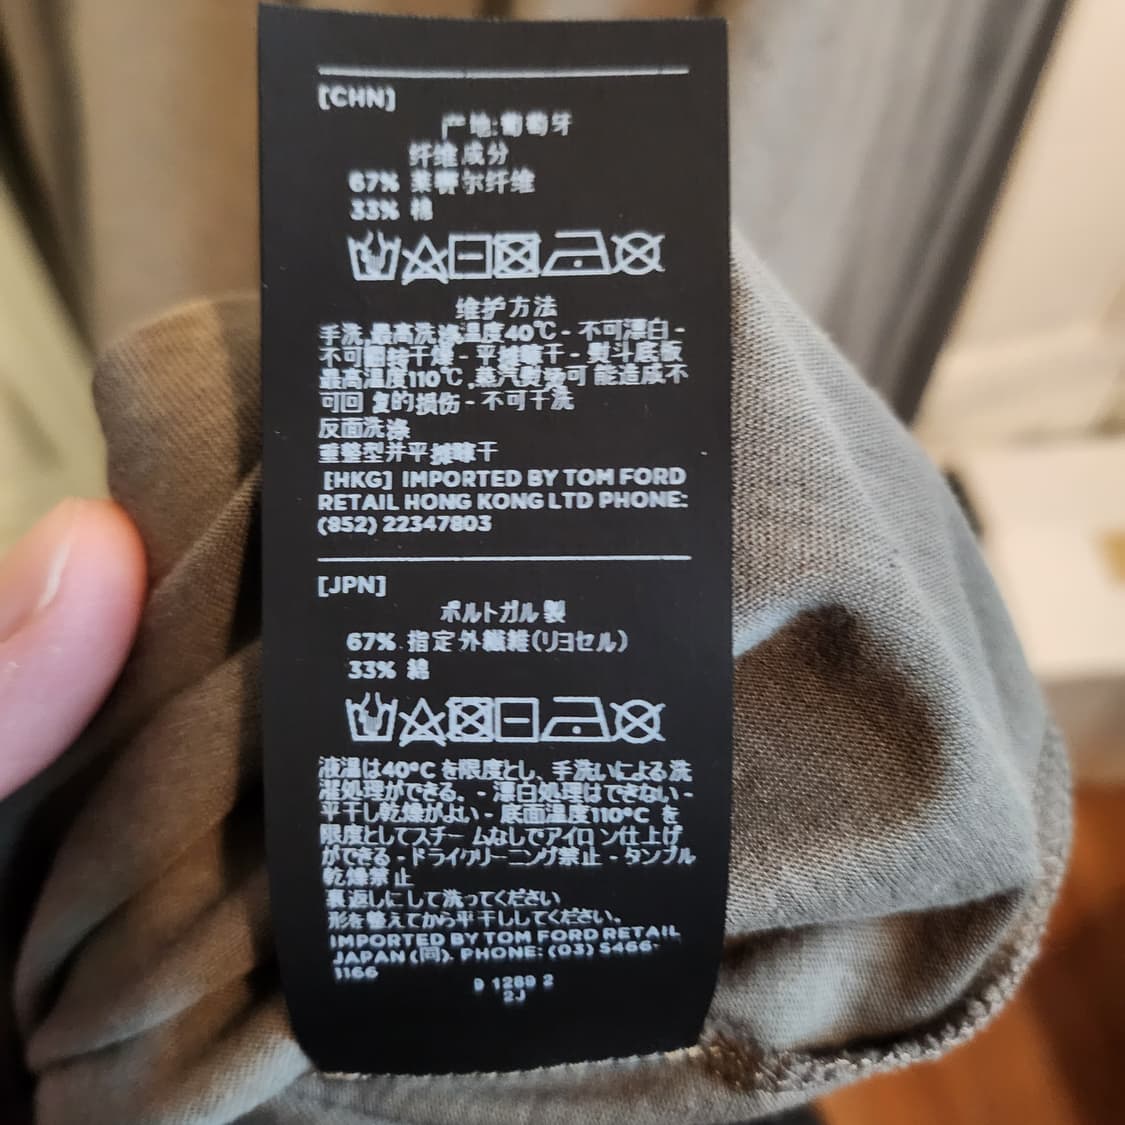 [CHN]
产地:葡萄牙
纤维成分
67% 莱赛尔纤维
33% 棉
维护方法
手洗,最高洗涤温度40℃ - 不可漂白 -
不可翻转干燥 - 平摊晾干 - 熨斗底板
最高温度110℃,蒸汽熨烫可能造成不
可回复的损伤 - 不可干洗
反面洗涤
重整型并平摊晾干
[HKG] IMPORTED BY TOM FORD
RETAIL HONG KONG LTD PHONE:
(852) 22347803
[JPN]
ポルトガル製
67% 指定外繊維(リヨセル)
33% 綿
液温は40℃を限度とし、手洗いによる洗
濯処理ができる。 - 漂白処理はできない -
平干し乾燥がよい - 底面温度110℃ を
限度としてスチームなしでアイロン仕上げ
ができる - ドライクリーニング禁止 - タンブル
乾燥禁止
裏返しにして洗ってください
形を整えてから平干ししてください。
IMPORTED BY TOM FORD RETAIL
JAPAN (同). PHONE: (03) 5466-
1166
2J